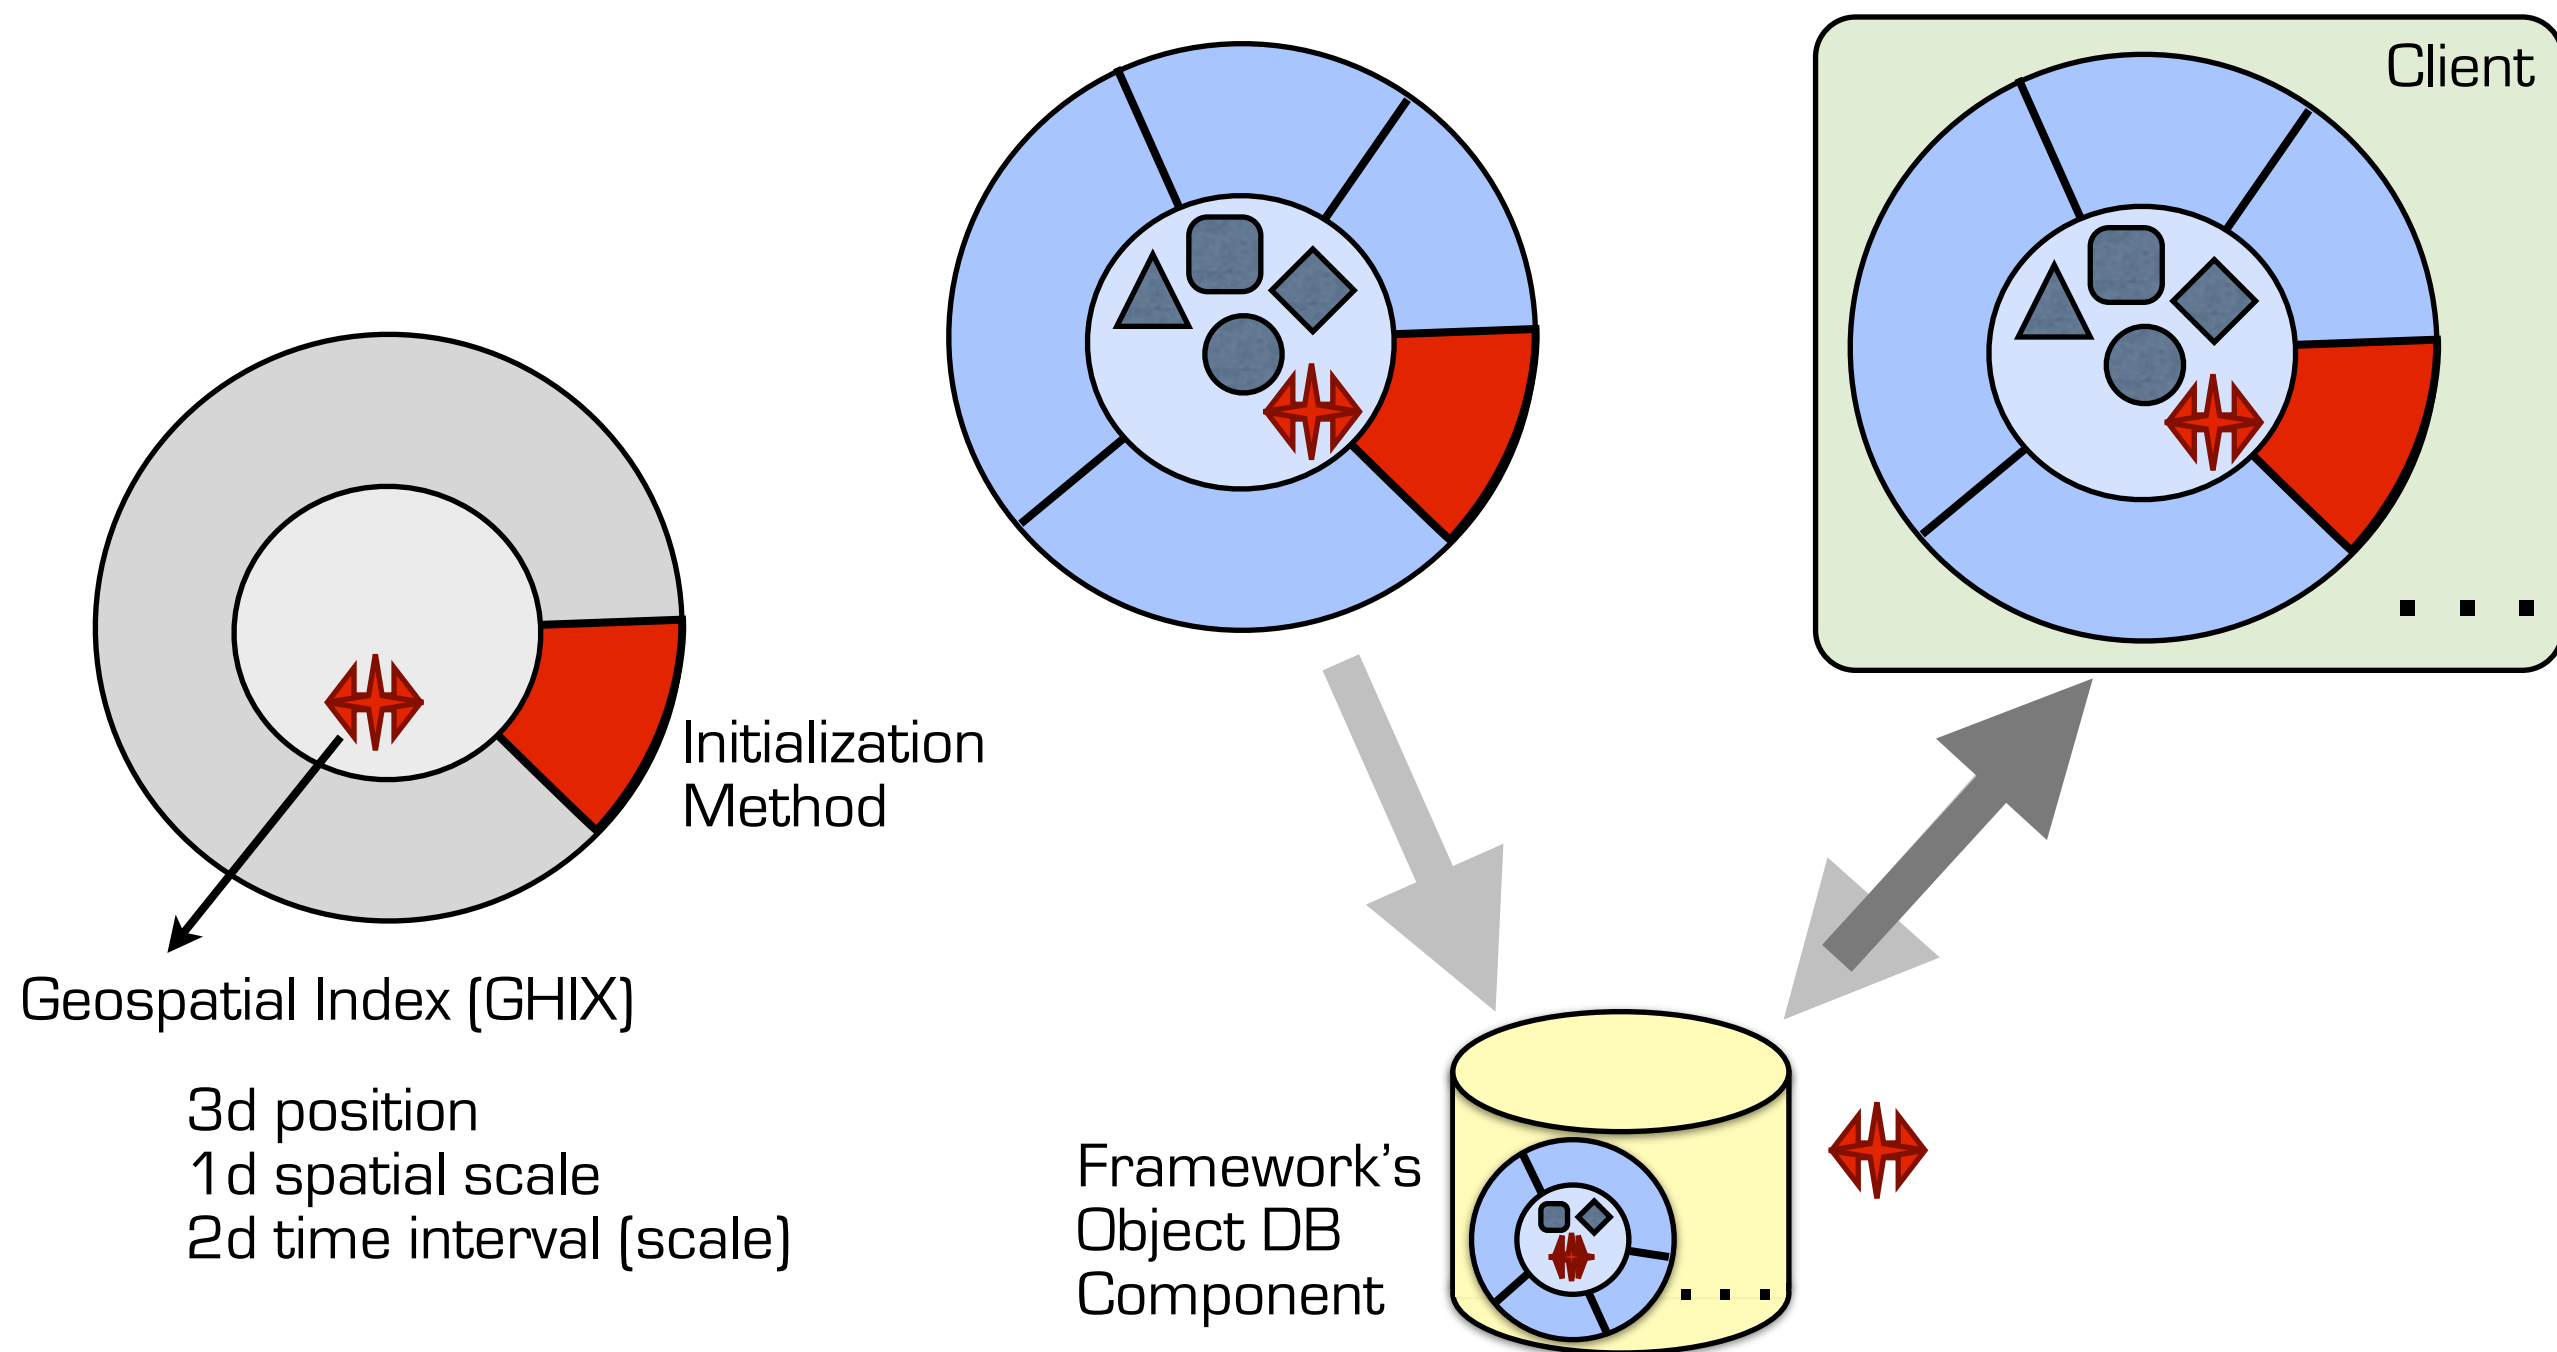 Client
Initialization
Method
Geospatial Index (GHIX)
3d position
1d spatial scale
2d time interval (scale)
Framework's
Object DB
Component